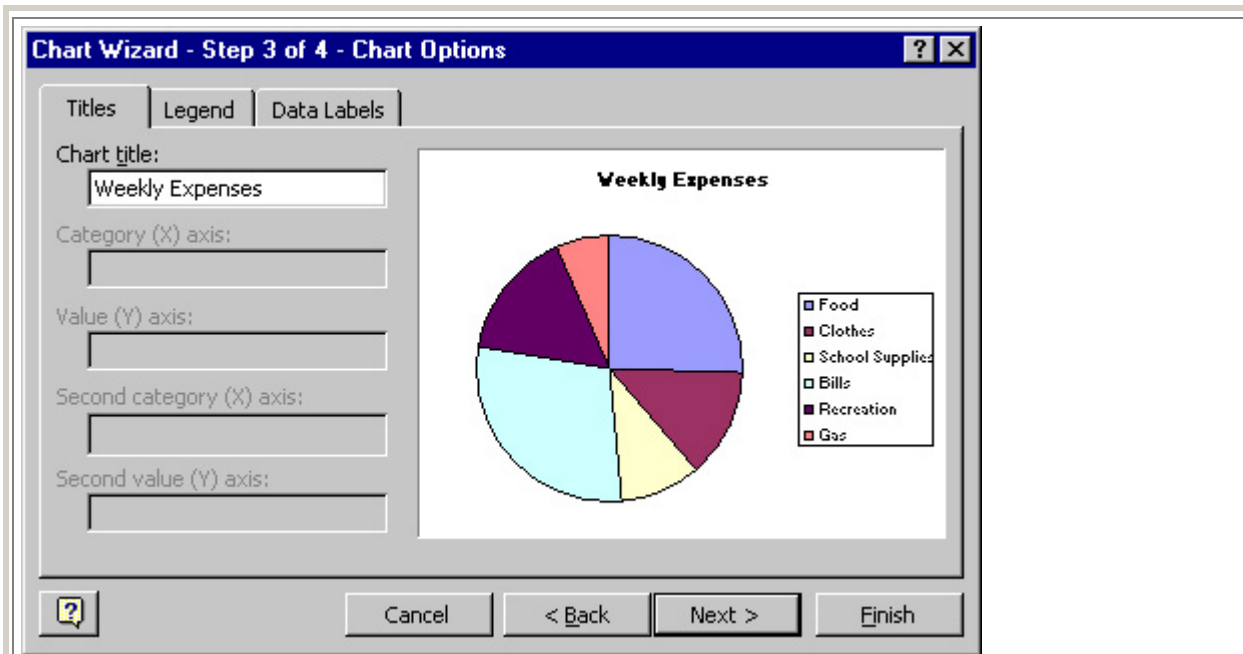 Chart Wizard - Step 3 of 4 - Chart Options
Titles Legend Data Labels
Chart title:
Weekly Expenses
Category (X) axis:
Value (Y) axis:
Second category (X) axis:
Second value (Y) axis:
Weekly Expenses
Food
Clothes
School Supplies
Bills
Recreation
Gas
Cancel < Back Next > Finish